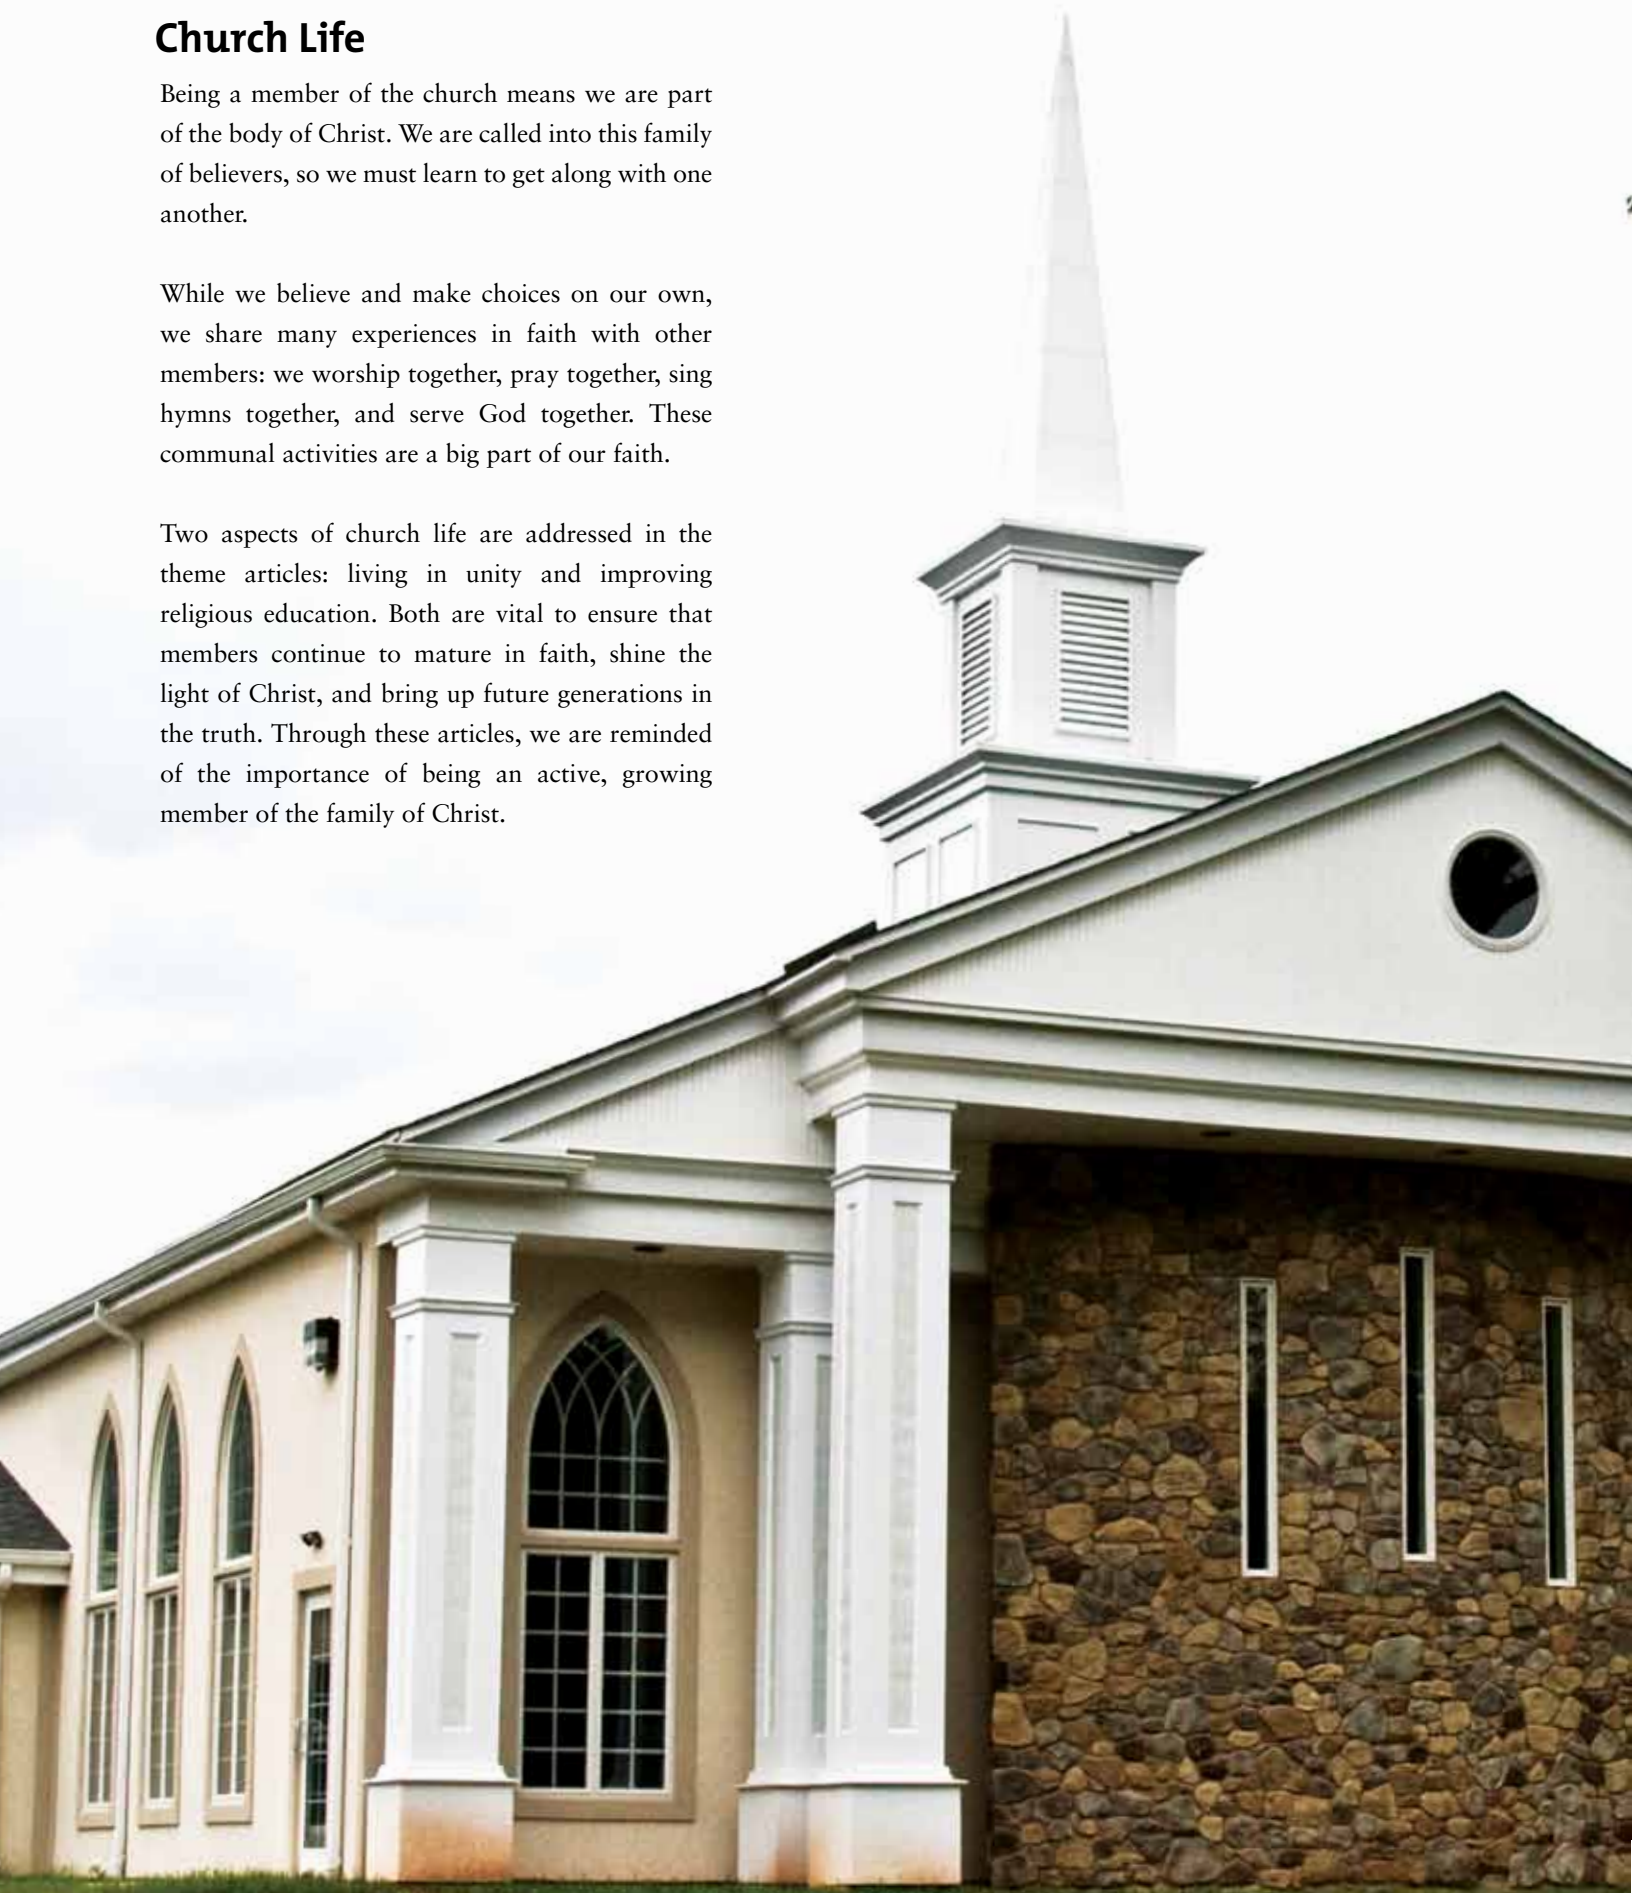 Church Life
Being a member of the church means we are part
of the body of Christ. We are called into this family
of believers, so we must learn to get along with one
another.
While we believe and make choices on our own,
we share many experiences in faith with other
members: we worship together, pray together, sing
hymns together, and serve God together. These
communal activities are a big part of our faith.
Two aspects of church life are addressed in the
theme articles: living in unity and improving
religious education. Both are vital to ensure that
members continue to mature in faith, shine the
light of Christ, and bring up future generations in
the truth. Through these articles, we are reminded
of the importance of being an active, growing
member of the family of Christ.